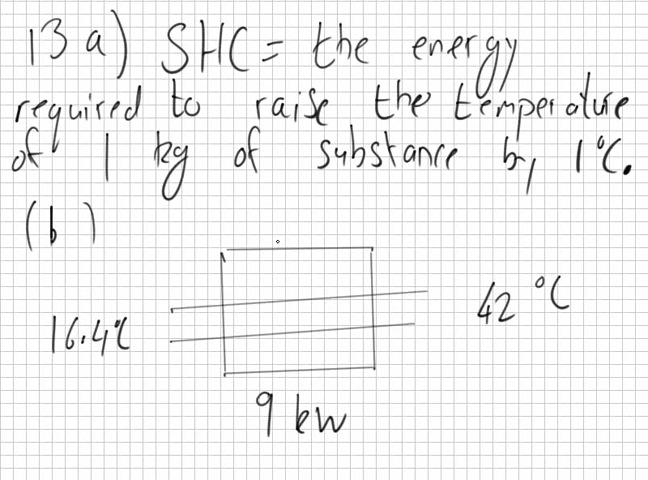 13 a) SHC = the energy
required to raise the temperature
of 1 kg of substance by 1°C.
(b)
42 °C
16.4°C
9 kw